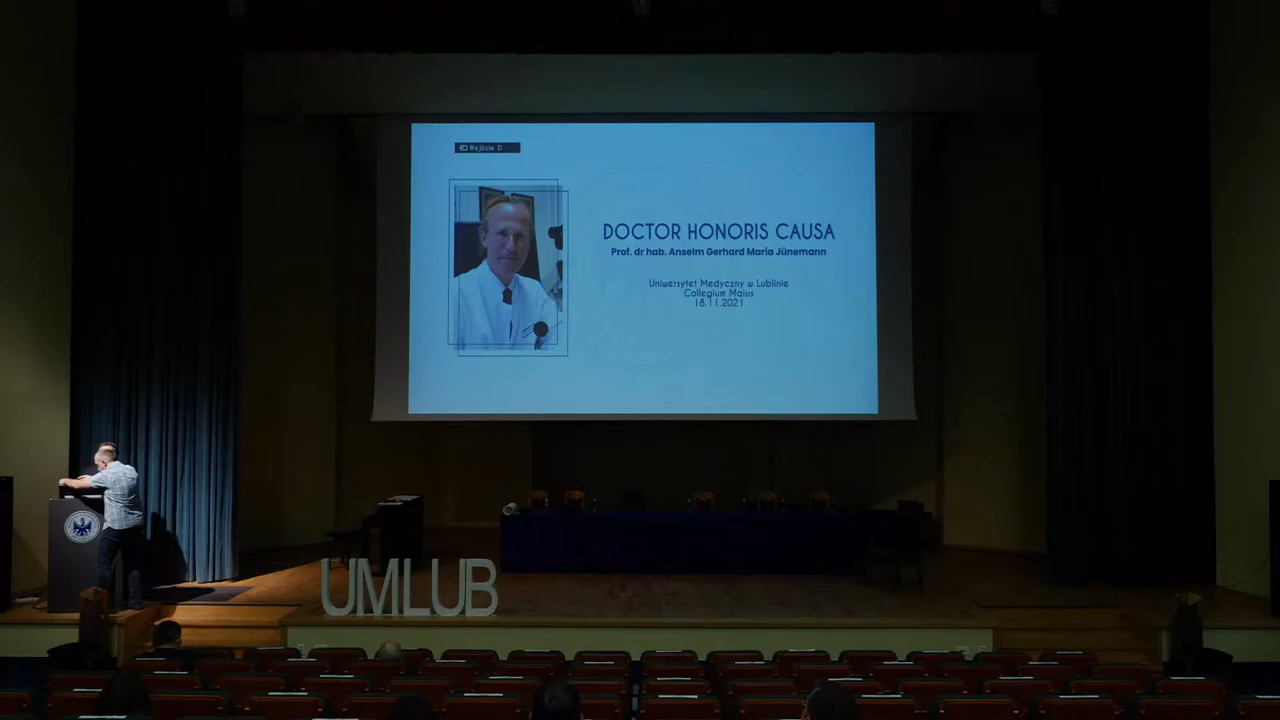 Wejście D
DOCTOR HONORIS CAUSA
Prof. dr hab. Anselm Gerhard Maria Jünemann
Uniwersytet Medyczny w Lublinie
Collegium Maius
18.11.2021
UMLUB